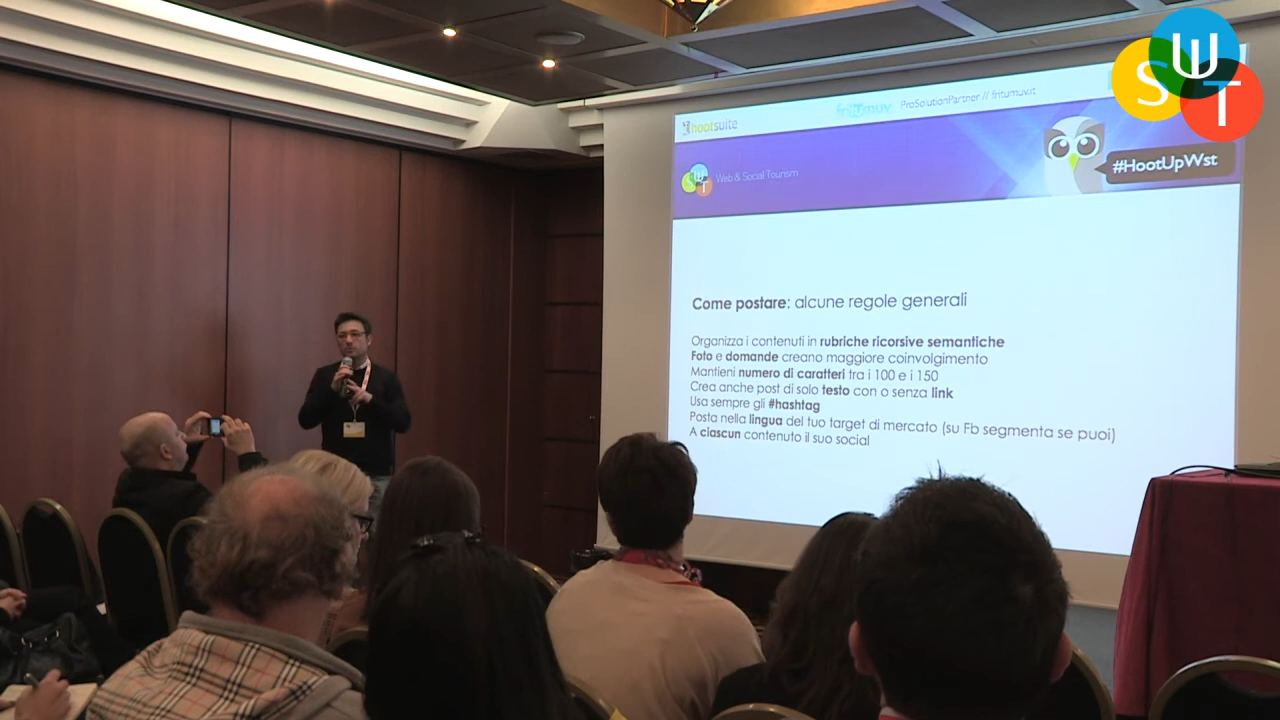 S
W
T
hootsuite
fritumuv ProSolutionPartner // fritumuv.it
SWT Web & Social Tourism
#HootUpWst
Come postare: alcune regole generali
Organizza i contenuti in rubriche ricorsive semantiche
Foto e domande creano maggiore coinvolgimento
Mantieni numero di caratteri tra i 100 e i 150
Crea anche post di solo testo con o senza link
Usa sempre gli #hashtag
Posta nella lingua del tuo target di mercato (su Fb segmenta se puoi)
A ciascun contenuto il suo social